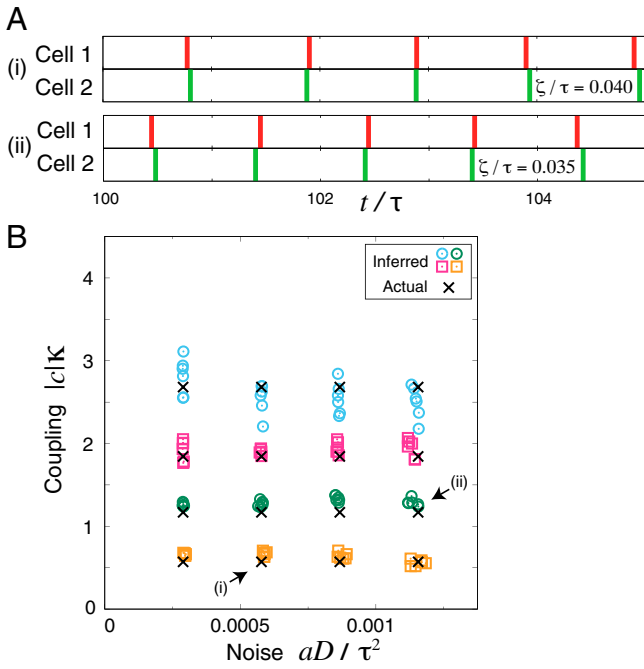 A
(i)
Cell 1
Cell 2
ζ / τ = 0.040
(ii)
Cell 1
Cell 2
ζ / τ = 0.035
100 102 104
t / τ
B
Inferred
Actual
4
3
2
1
0
Coupling |c|κ
(ii)
(i)
0 0.0005 0.001
Noise aD / τ²